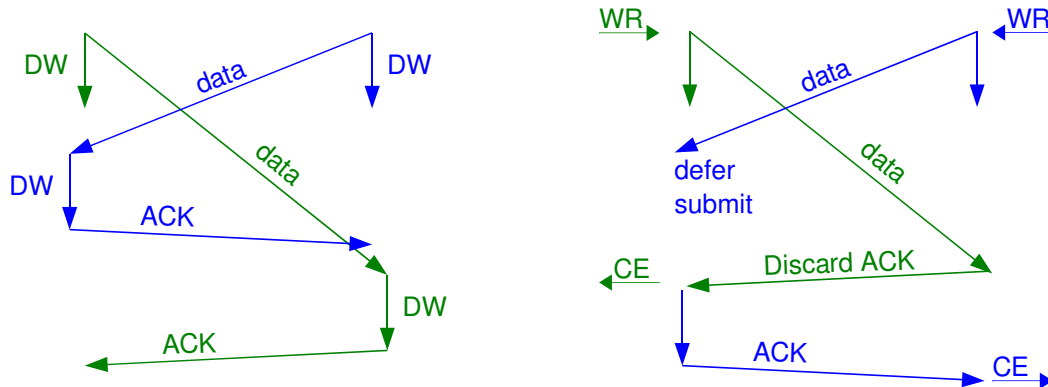 DW
data
DW
data
DW
ACK
DW
ACK
WR
WR
data
data
defer
submit
CE
Discard ACK
ACK
CE